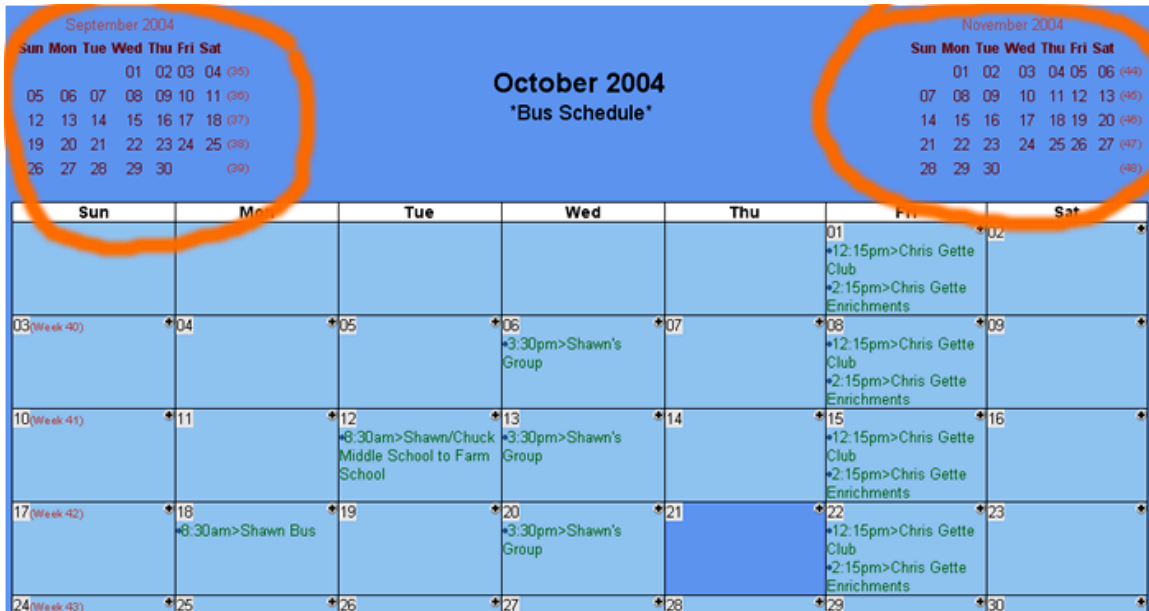 September 2004
Sun Mon Tue Wed Thu Fri Sat
01 02 03 04 (35)
05 06 07 08 09 10 11 (36)
12 13 14 15 16 17 18 (37)
19 20 21 22 23 24 25 (38)
26 27 28 29 30 (39)
October 2004
*Bus Schedule*
November 2004
Sun Mon Tue Wed Thu Fri Sat
01 02 03 04 05 06 (44)
07 08 09 10 11 12 13 (45)
14 15 16 17 18 19 20 (46)
21 22 23 24 25 26 27 (47)
28 29 30 (48)
Sun Mon Tue Wed Thu Fri Sat
01
•12:15pm>Chris Gette
Club
•2:15pm>Chris Gette
Enrichments
02
03(Week 40)
04
05
06
•3:30pm>Shawn's
Group
07
08
•12:15pm>Chris Gette
Club
•2:15pm>Chris Gette
Enrichments
09
10(Week 41)
11
12
•8:30am>Shawn/Chuck
Middle School to Farm
School
13
•3:30pm>Shawn's
Group
14
15
•12:15pm>Chris Gette
Club
•2:15pm>Chris Gette
Enrichments
16
17(Week 42)
18
•8:30am>Shawn Bus
19
20
•3:30pm>Shawn's
Group
21
22
•12:15pm>Chris Gette
Club
•2:15pm>Chris Gette
Enrichments
23
24(Week 43)
25
26
27
28
29
30